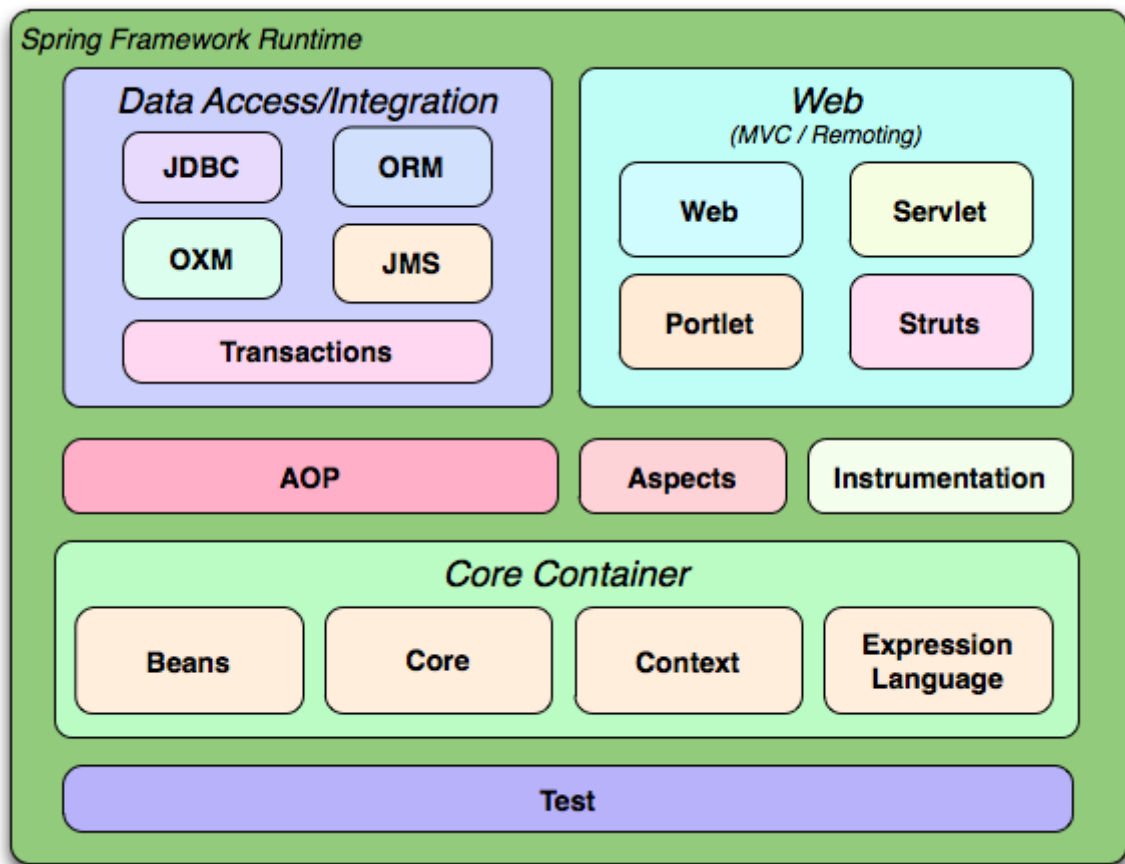 Spring Framework Runtime
Data Access/Integration
JDBC
ORM
OXM
JMS
Transactions
Web
(MVC / Remoting)
Web
Servlet
Portlet
Struts
AOP
Aspects
Instrumentation
Core Container
Beans
Core
Context
Expression
Language
Test